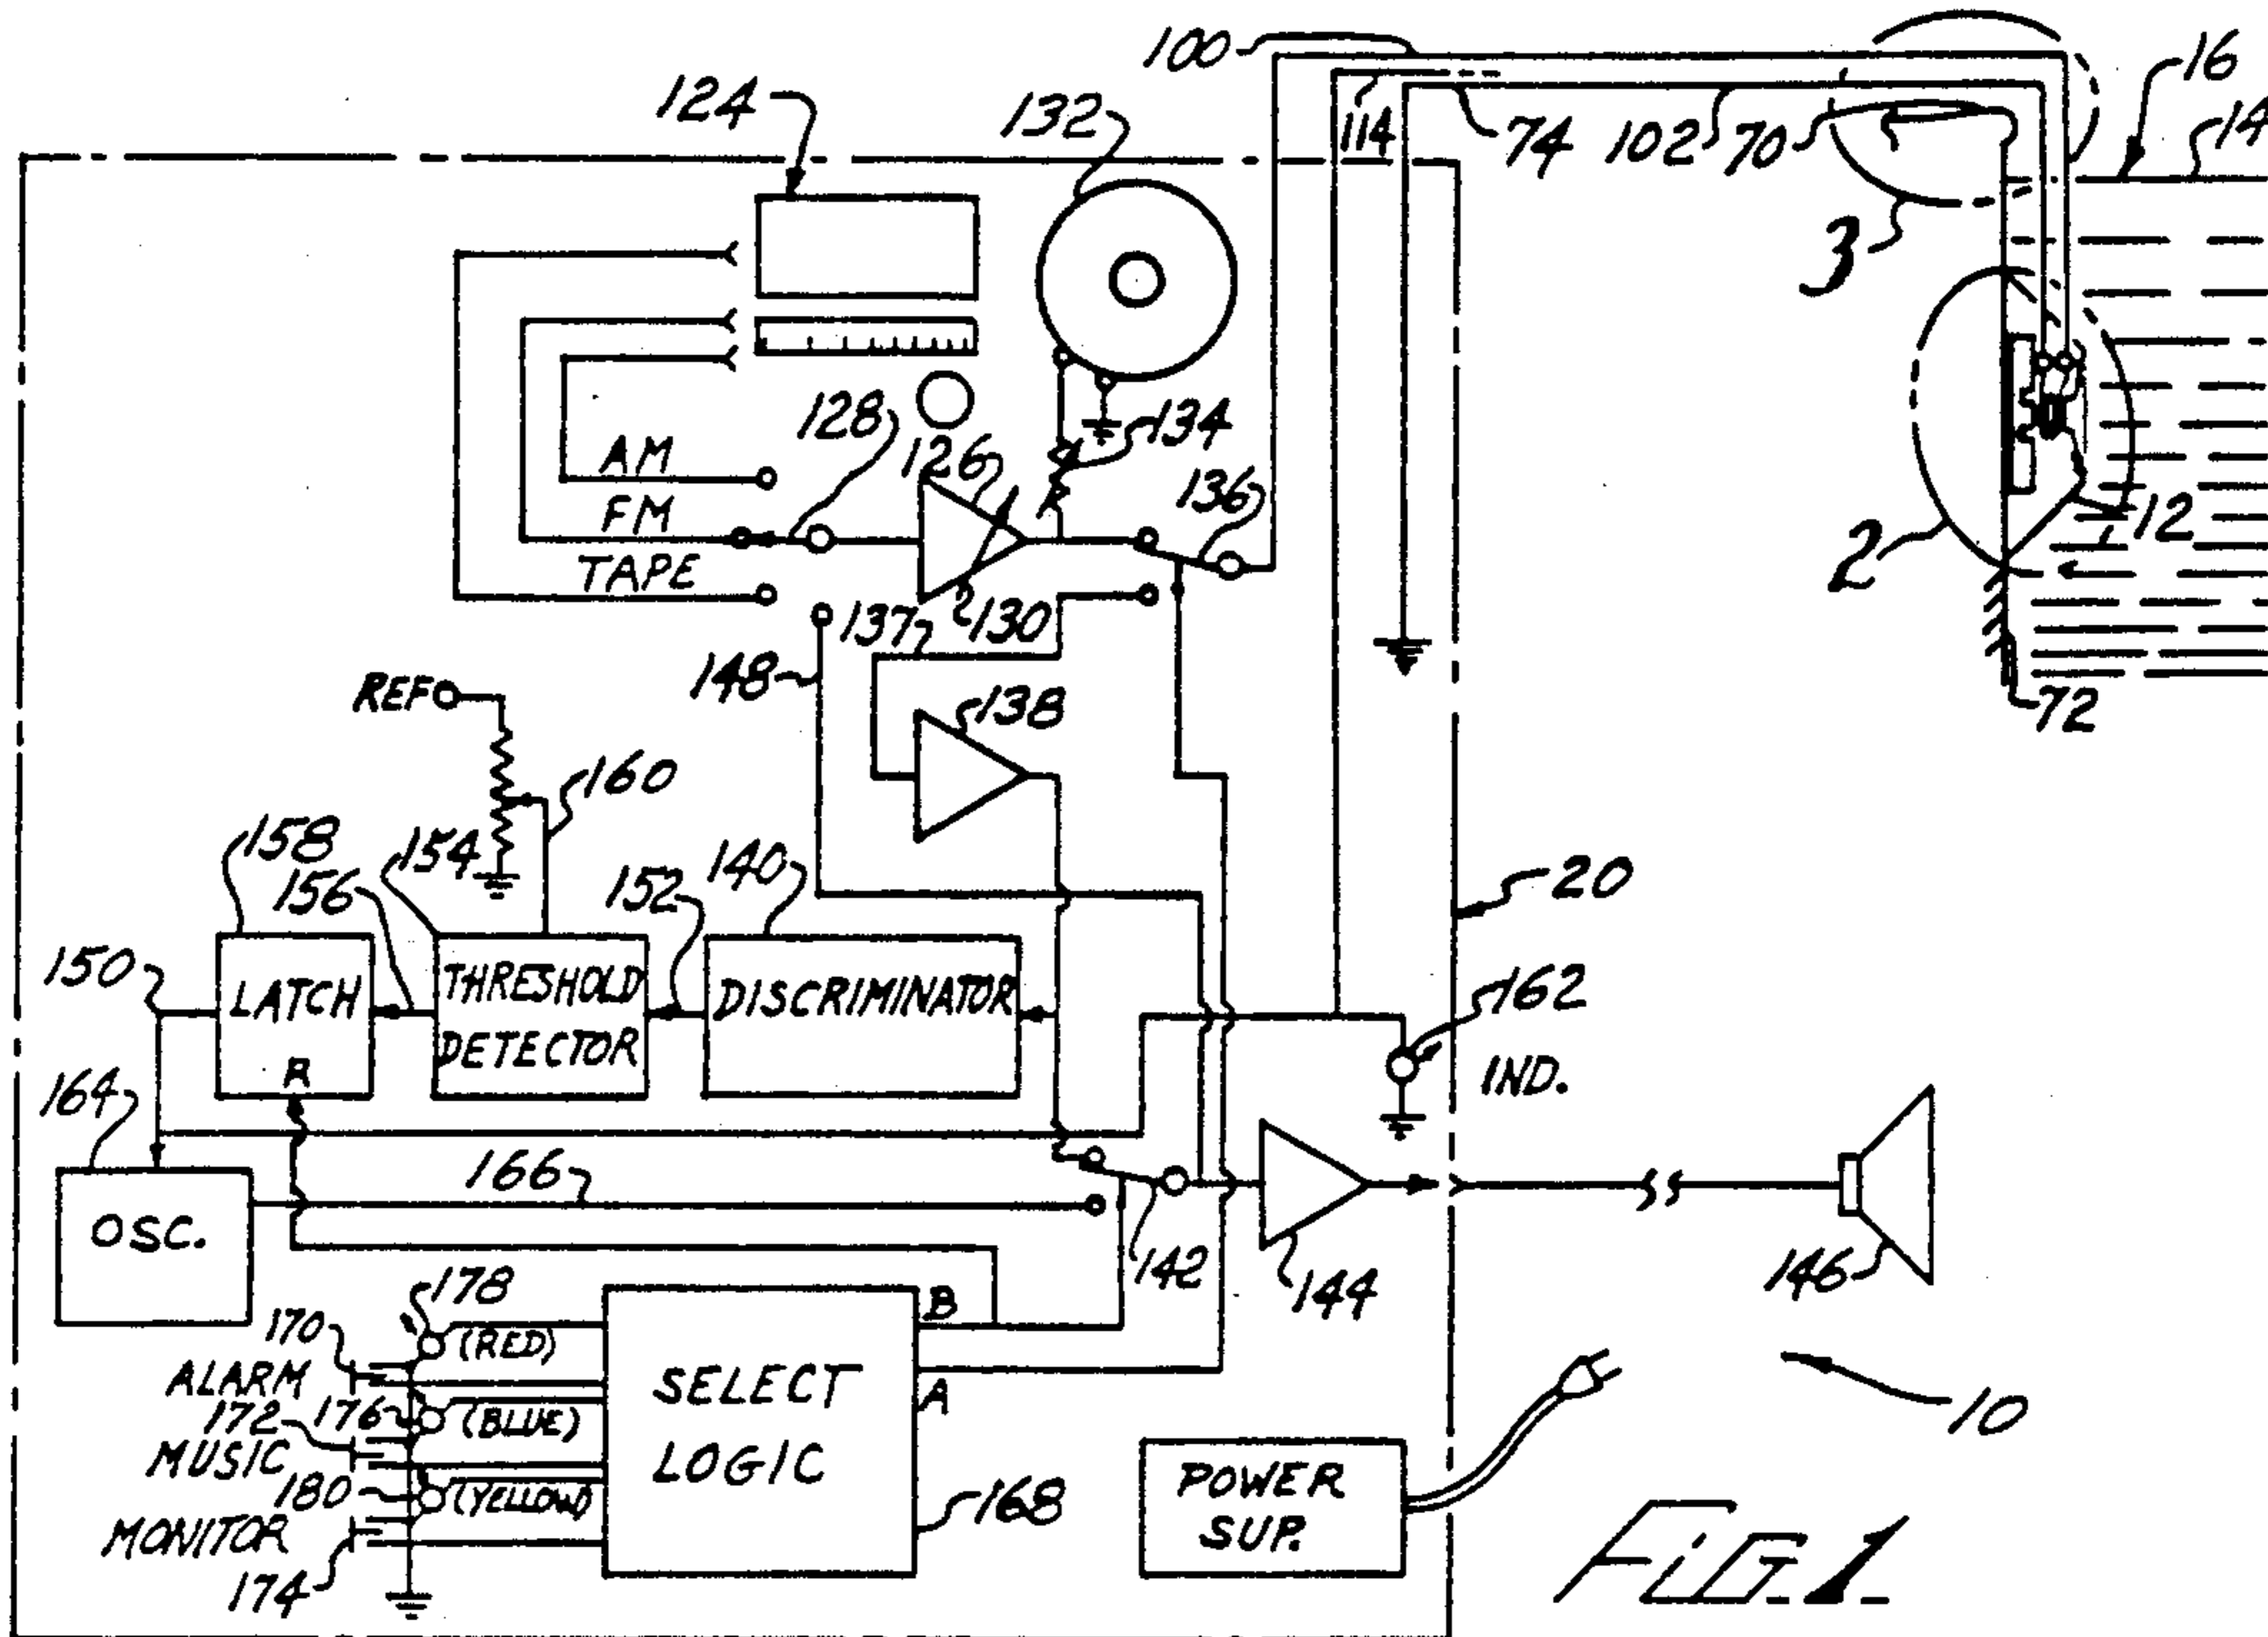 100
16
124
132
114
74
102
70
14
3
128
126
134
136
AM
FM
TAPE
2
12
137
130
148
REF
138
72
160
158
154
156
152
140
20
150
LATCH
R
THRESHOLD
DETECTOR
DISCRIMINATOR
162
IND.
164
166
OSC.
142
144
146
178
170
(RED)
B
ALARM
SELECT
LOGIC
A
172
176
(BLUE)
MUSIC
10
180
(YELLOW)
168
POWER
SUP.
MONITOR
174
FIG. 1